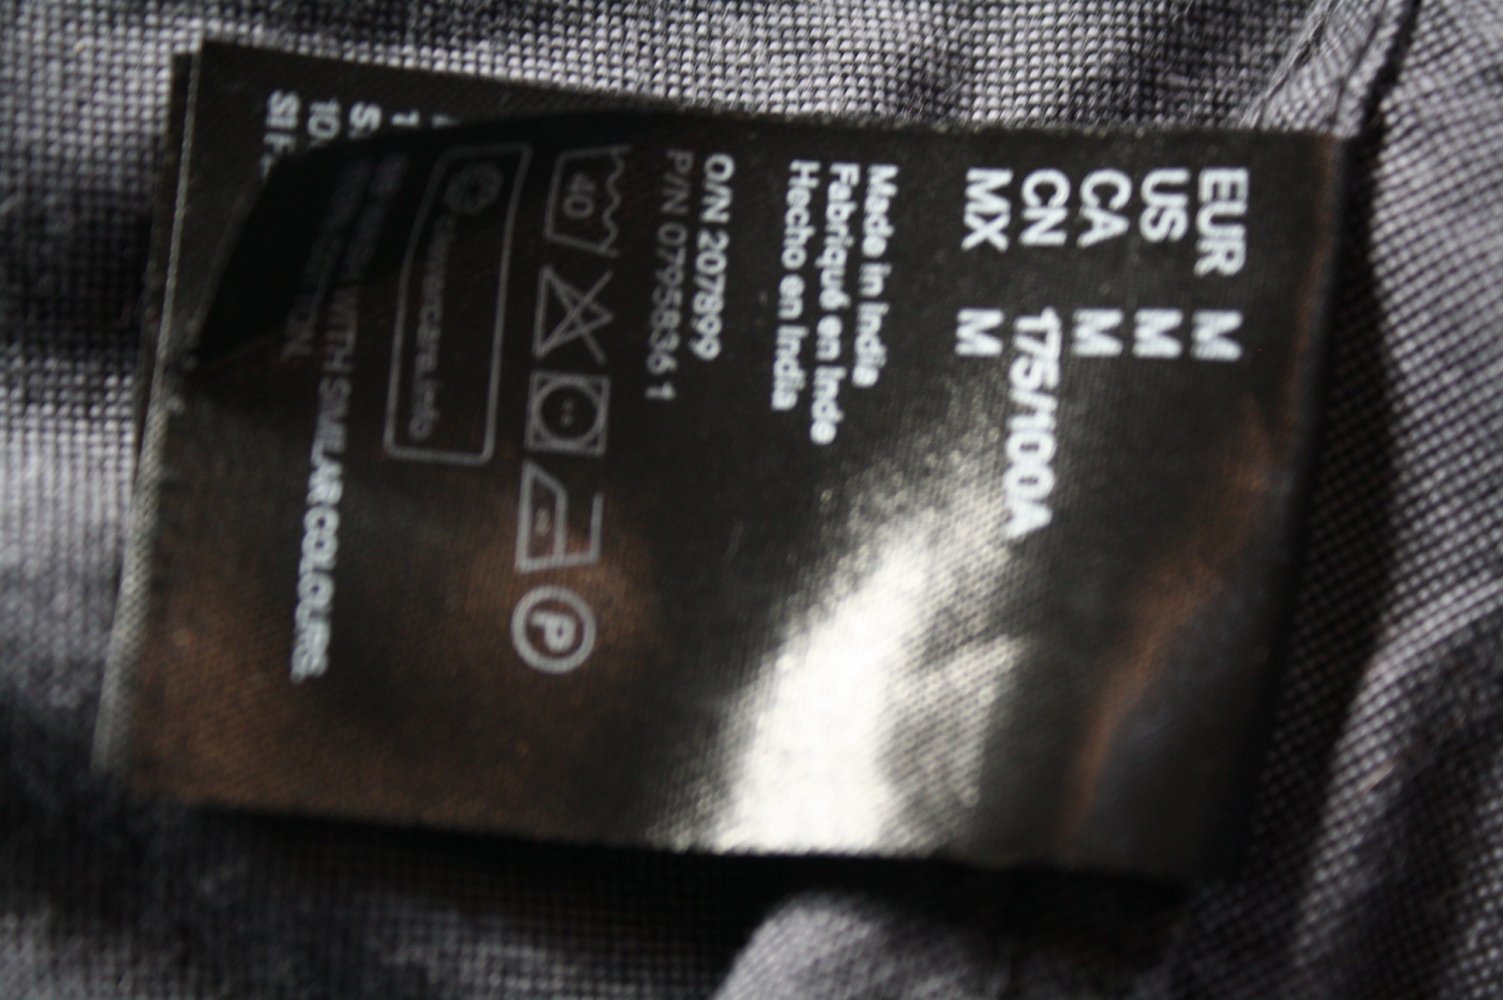 EUR M
US M
CA M
CN 175/100A
MX M
Made in India
Fabriqué en Inde
Hecho en India
O/N 207899
P/N 0795836 1
40
P
clevercare.info
WITH SIMILAR COLOURS